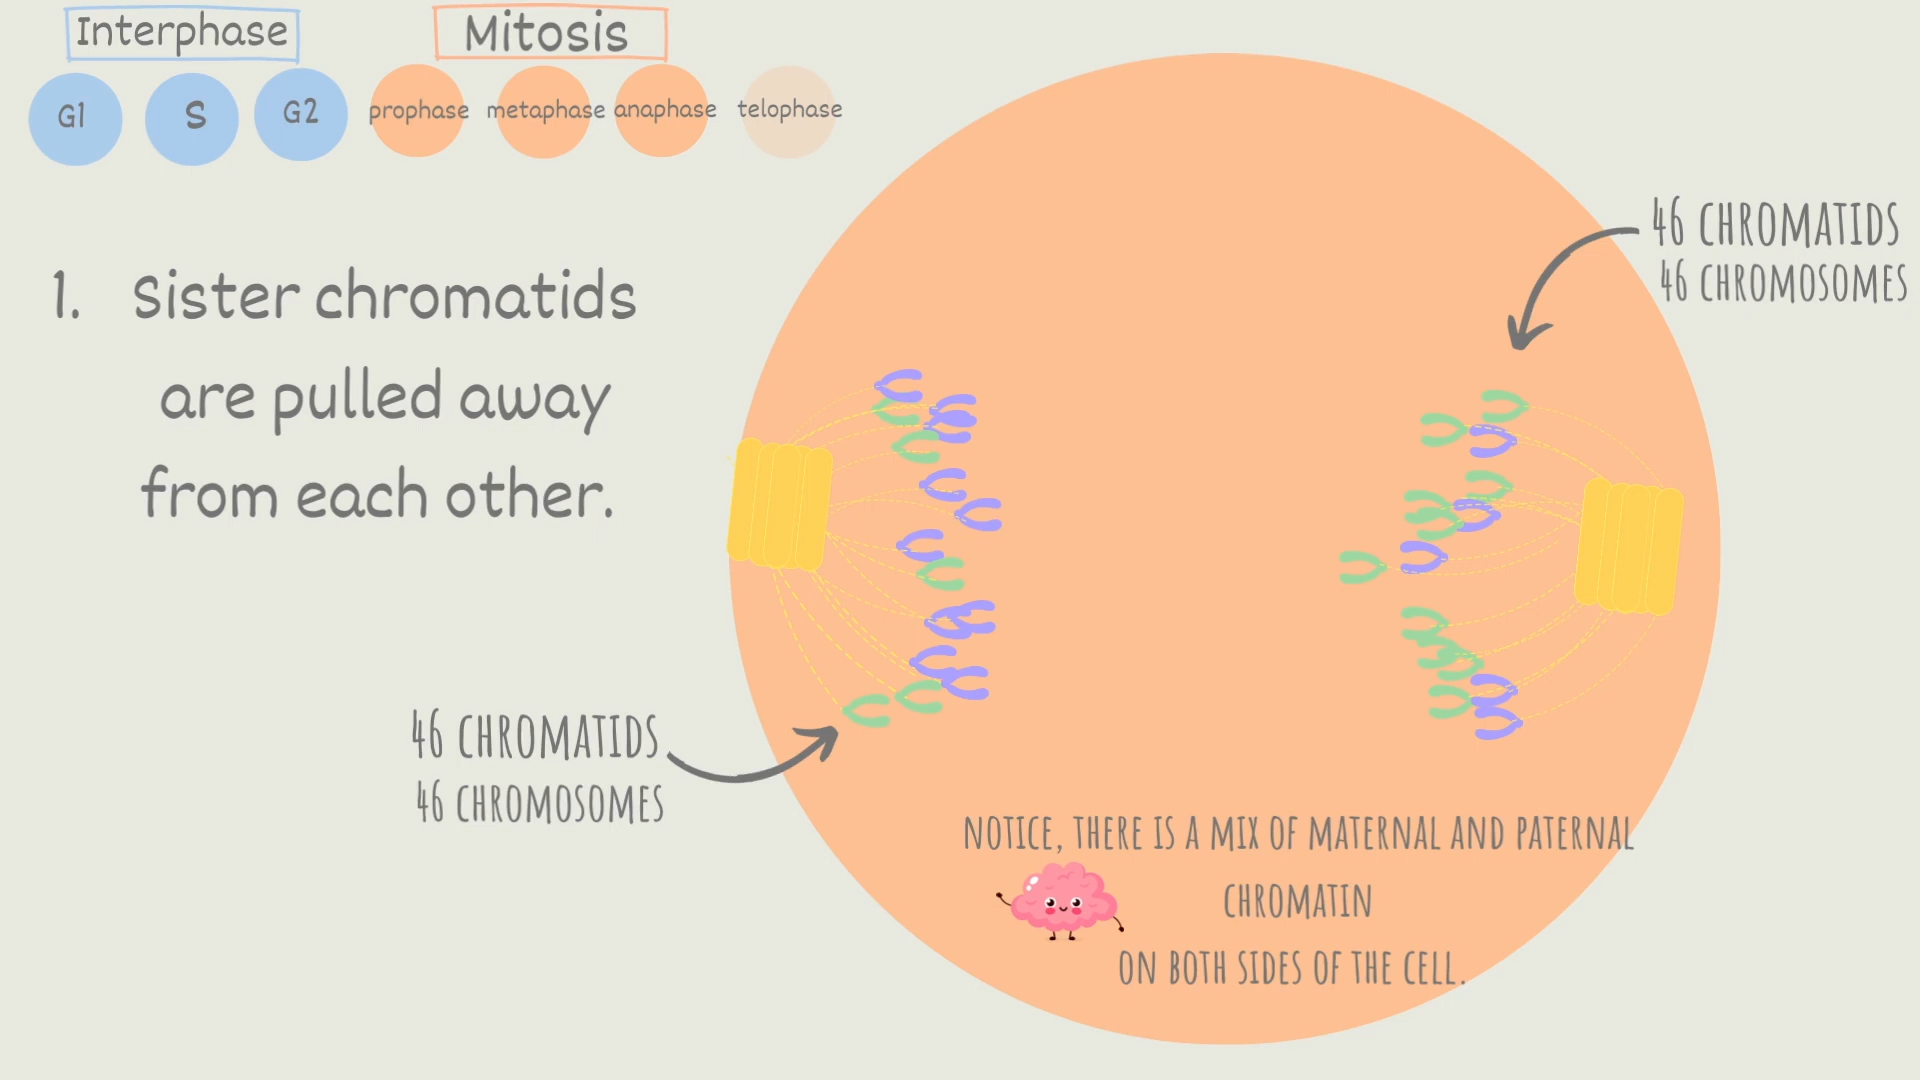 Interphase
Mitosis
G1
S
G2
prophase
metaphase
anaphase
telophase
1. Sister chromatids
are pulled away
from each other.
46 CHROMATIDS
46 CHROMOSOMES
46 CHROMATIDS
46 CHROMOSOMES
NOTICE, THERE IS A MIX OF MATERNAL AND PATERNAL
CHROMATIN
ON BOTH SIDES OF THE CELL.